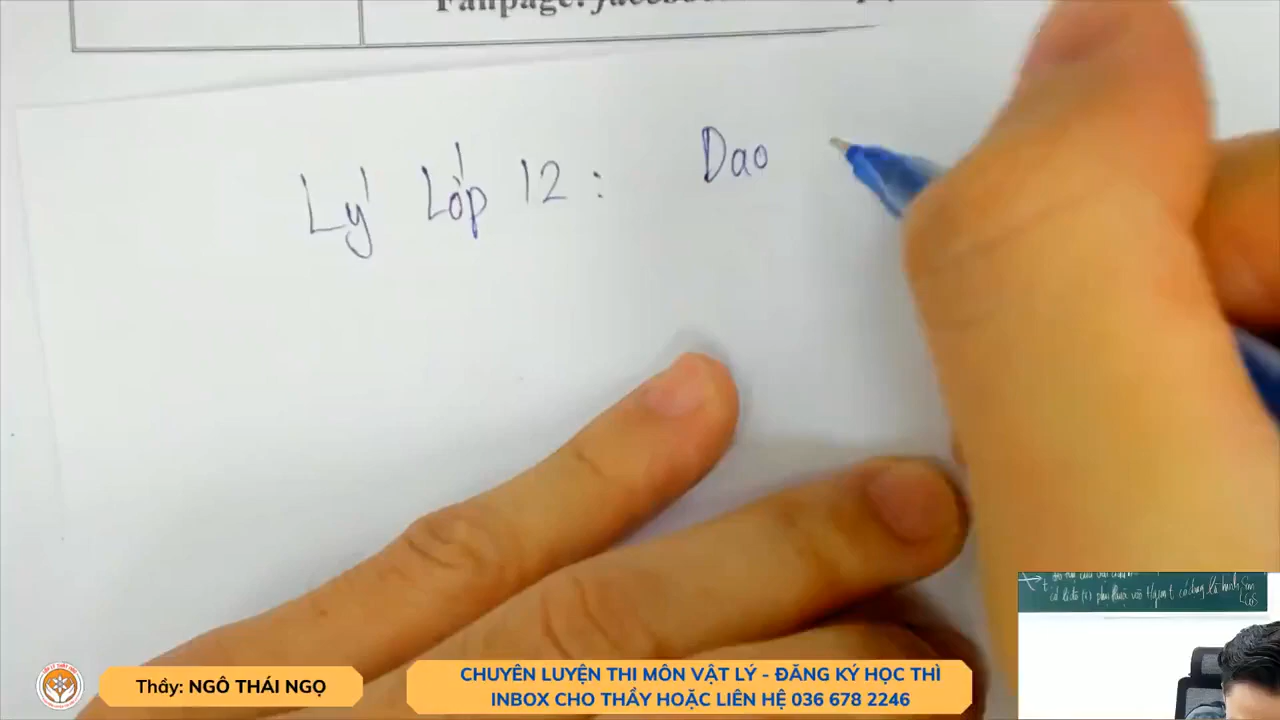 Fanpage:
Lý Lớp 12 : Dao
Thầy: NGÔ THÁI NGỌ
CHUYÊN LUYỆN THI MÔN VẬT LÝ - ĐĂNG KÝ HỌC THÌ
INBOX CHO THẦY HOẶC LIÊN HỆ 036 678 2246